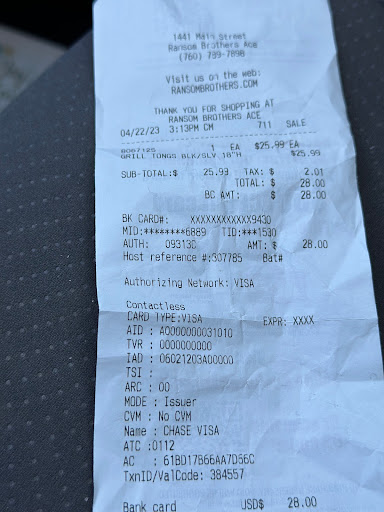 1441 Main Street
Ransom Brothers Ace
(760) 789-7898
Visit us on the web:
RANSOMBROTHERS.COM
THANK YOU FOR SHOPPING AT
RANSOM BROTHERS ACE
04/22/23 3:13PM CM 711 SALE
8067125 1 EA $25.99 EA
GRILL TONGS BLK/SLV 18"H $25.99
SUB-TOTAL:$ 25.99 TAX: $ 2.01
TOTAL: $ 28.00
BC AMT: $ 28.00
BK CARD#: XXXXXXXXXXXX9430
MID:********6889 TID:***1530
AUTH: 09313C AMT: $ 28.00
Host reference #:307785 Bat#
Authorizing Network: VISA
Contactless
CARD TYPE:VISA EXPR: XXXX
AID : A0000000031010
TVR : 0000000000
IAD : 06021203A00000
TSI :
ARC : 00
MODE : Issuer
CVM : No CVM
Name : CHASE VISA
ATC :0112
AC : 61BD17B66AA7D56C
TxnID/ValCode: 384557
Bank card USD$ 28.00